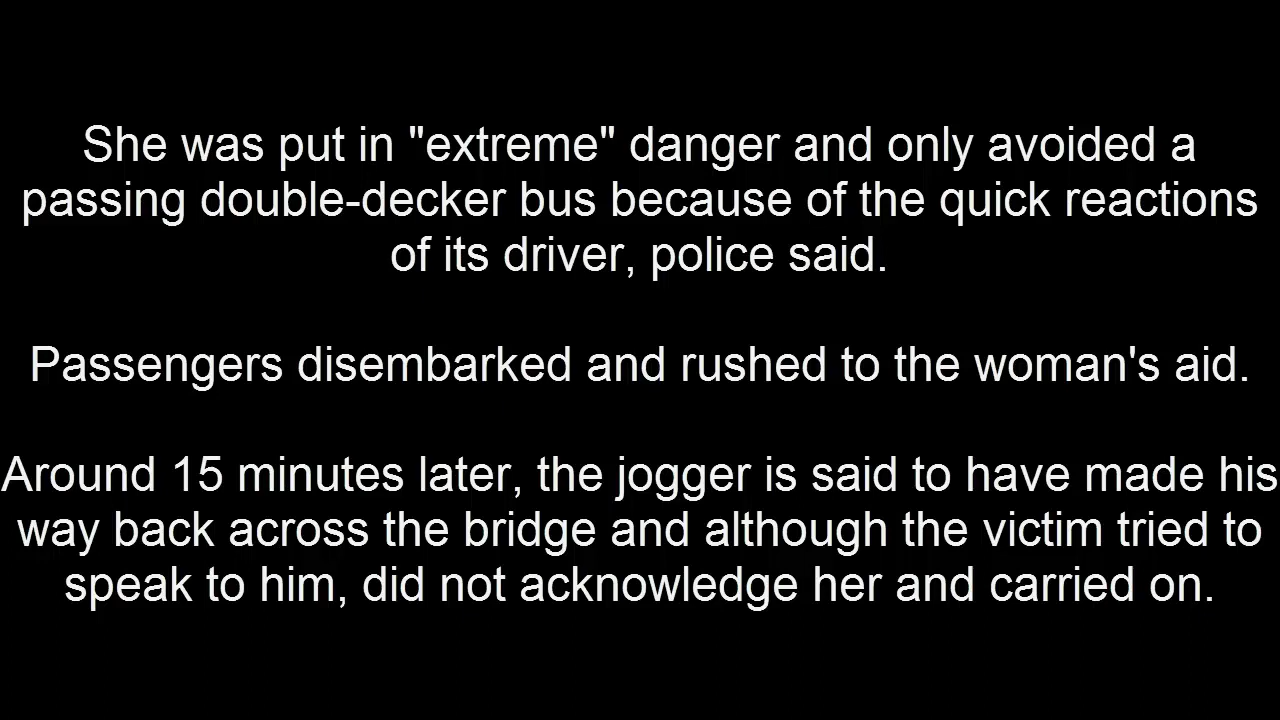 She was put in "extreme" danger and only avoided a
passing double-decker bus because of the quick reactions
of its driver, police said.
Passengers disembarked and rushed to the woman's aid.
Around 15 minutes later, the jogger is said to have made his
way back across the bridge and although the victim tried to
speak to him, did not acknowledge her and carried on.